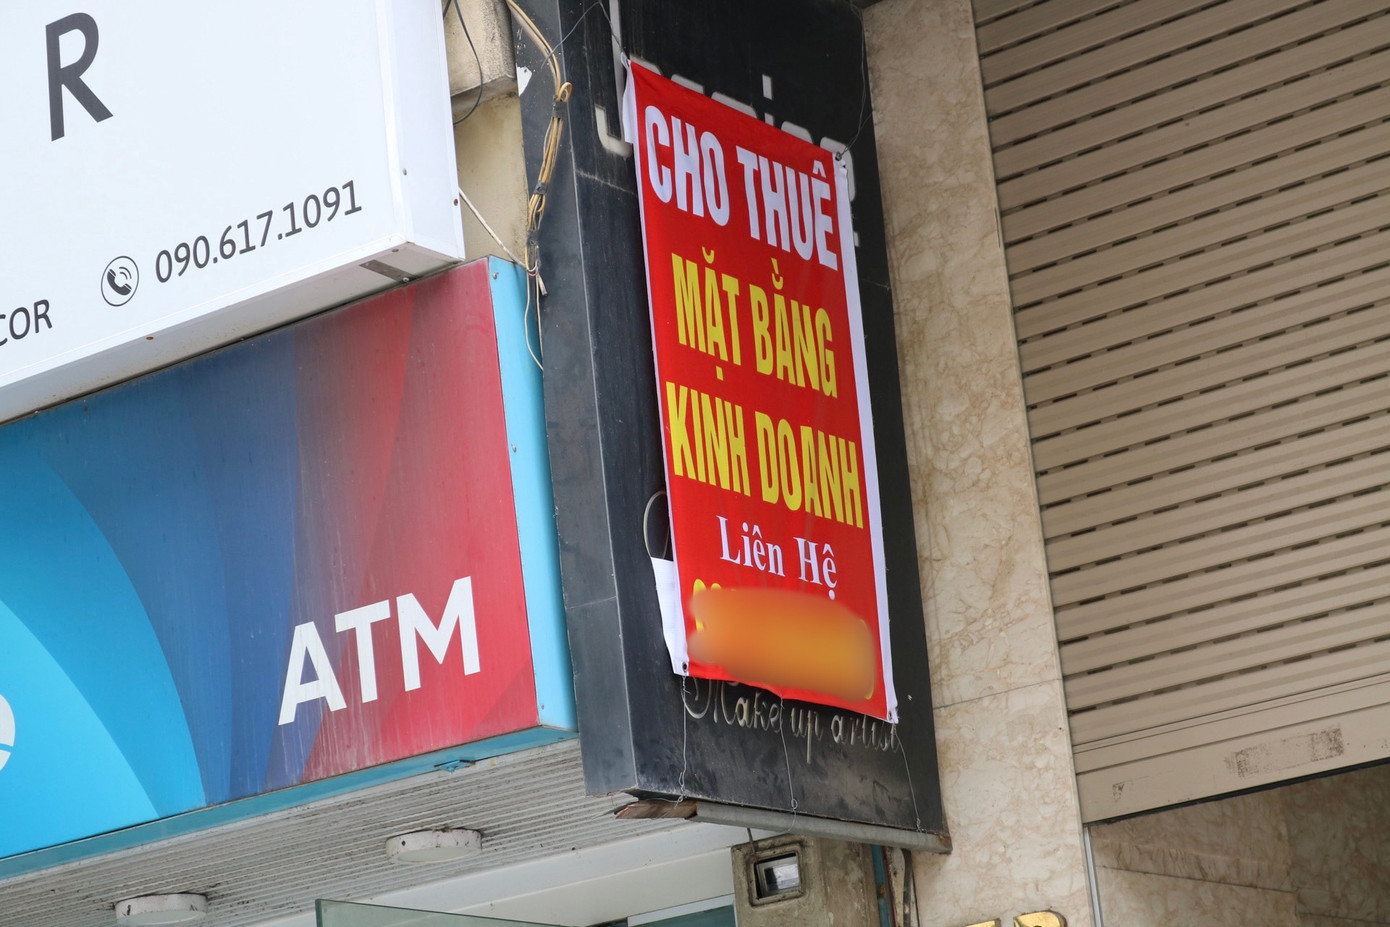 R
090.617.1091
COR
ATM
CHO THUÊ
MẶT BẰNG
KINH DOANH
Liên Hệ
Make up artist